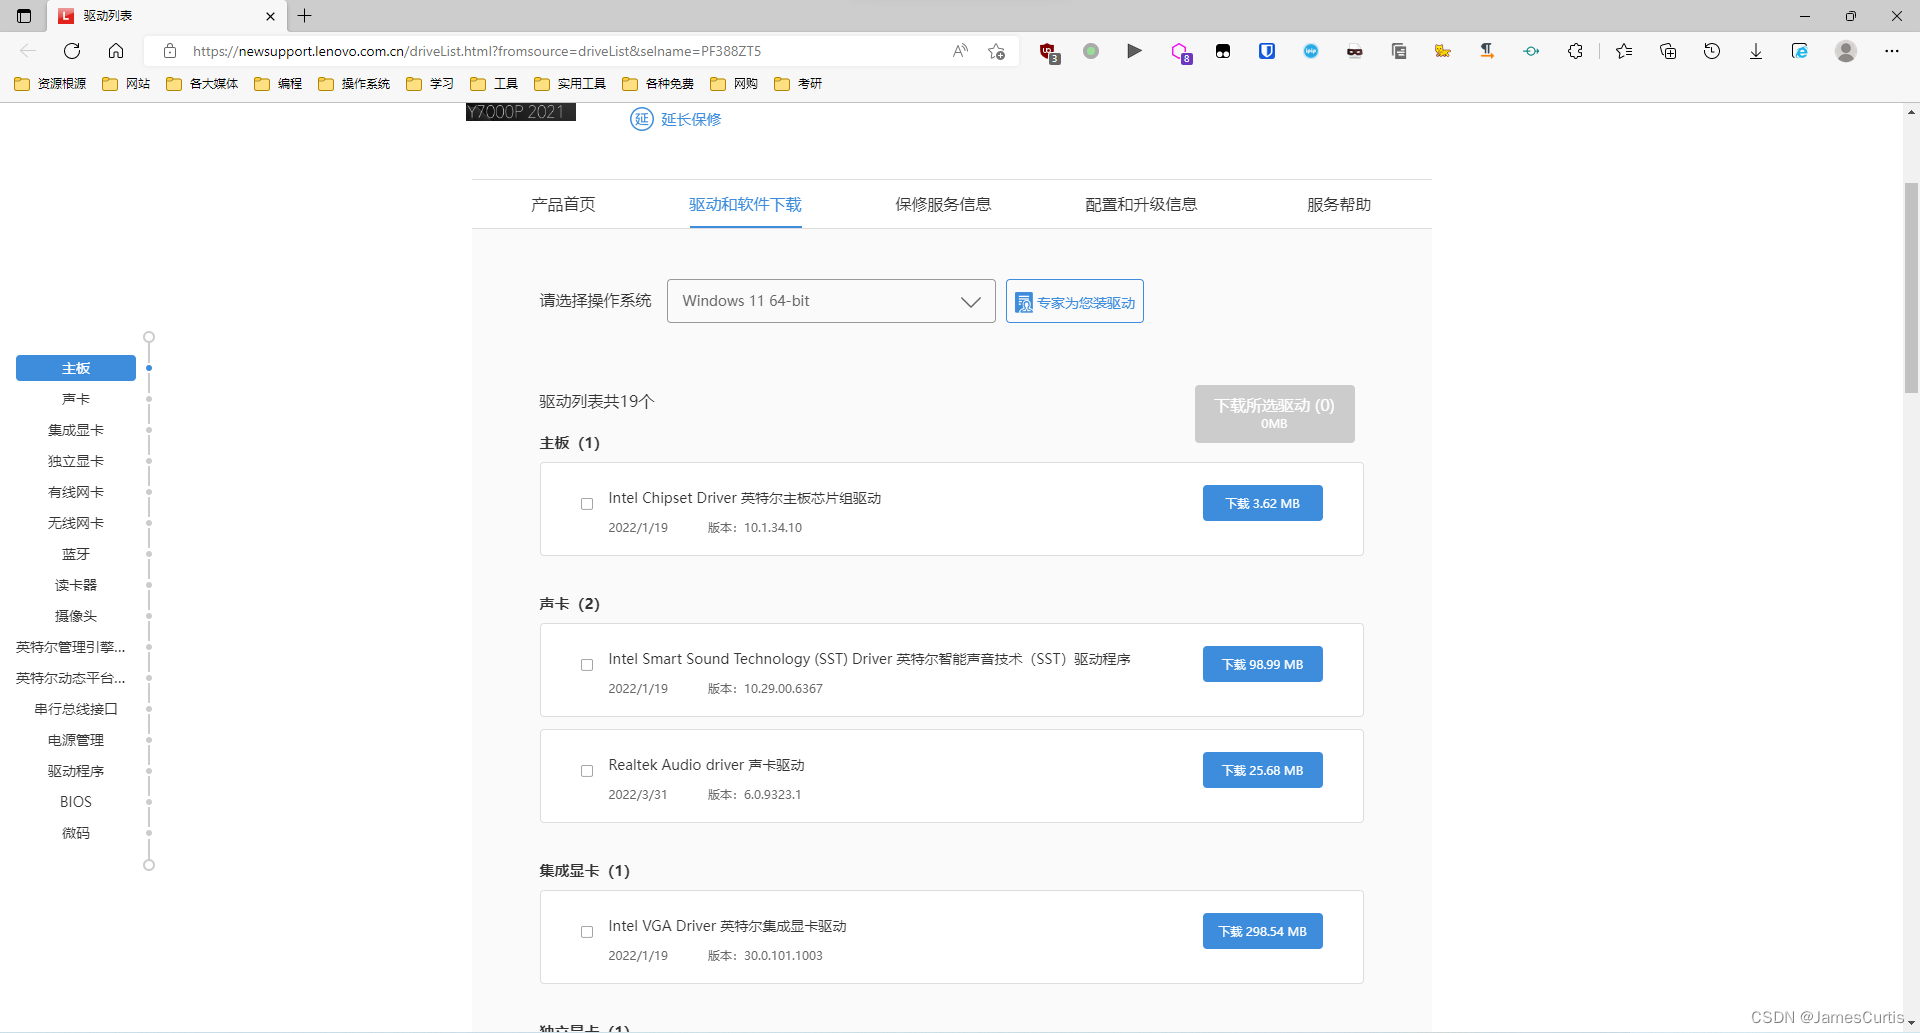 驱动列表
https://newsupport.lenovo.com.cn/driveList.html?fromsource=driveList&selname=PF388ZT5
3
8
资源根源
网站
各大媒体
编程
操作系统
学习
工具
实用工具
各种免费
网购
考研
Y7000P 2021
延 延长保修
产品首页
驱动和软件下载
保修服务信息
配置和升级信息
服务帮助
请选择操作系统
Windows 11 64-bit
专家为您装驱动
主板
声卡
集成显卡
独立显卡
有线网卡
无线网卡
蓝牙
读卡器
摄像头
英特尔管理引擎...
英特尔动态平台...
串行总线接口
电源管理
驱动程序
BIOS
微码
驱动列表共19个
下载所选驱动 (0)
0MB
主板（1）
Intel Chipset Driver 英特尔主板芯片组驱动
2022/1/19 版本：10.1.34.10
下载 3.62 MB
声卡（2）
Intel Smart Sound Technology (SST) Driver 英特尔智能声音技术（SST）驱动程序
2022/1/19 版本：10.29.00.6367
下载 98.99 MB
Realtek Audio driver 声卡驱动
2022/3/31 版本：6.0.9323.1
下载 25.68 MB
集成显卡（1）
Intel VGA Driver 英特尔集成显卡驱动
2022/1/19 版本：30.0.101.1003
下载 298.54 MB
独立显卡（1）
CSDN @JamesCurtis